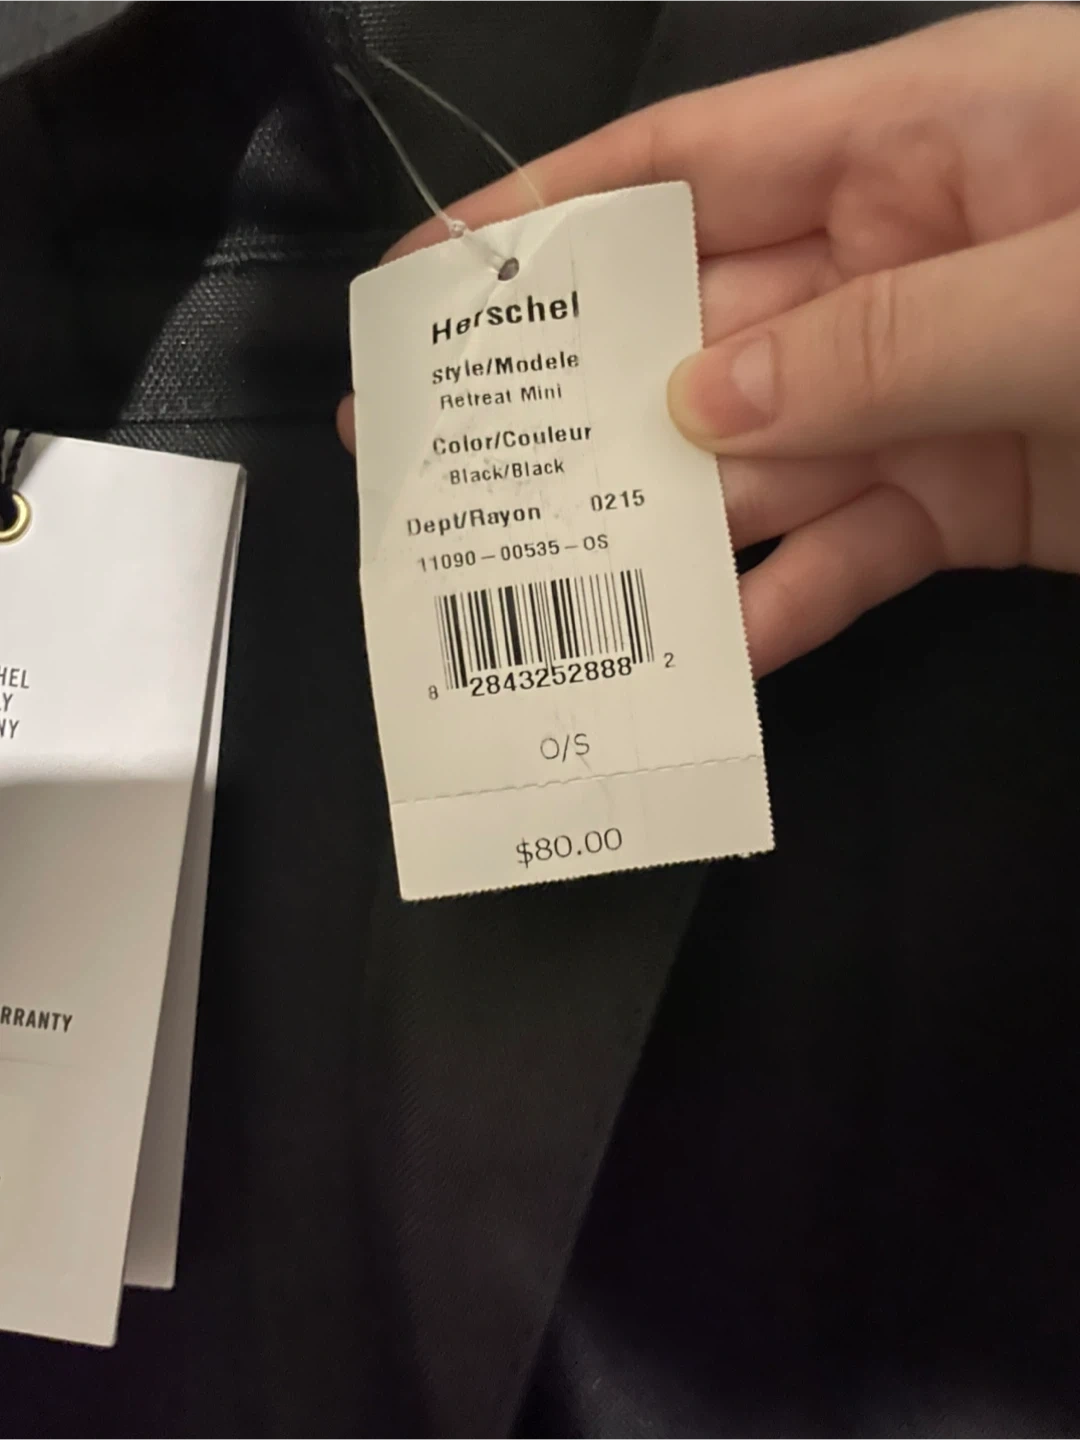 Herschel
Style/Modele
Retreat Mini
Color/Couleur
Black/Black
Dept/Rayon 0215
11090-00535-OS
8 2843252888 2
O/S
$80.00
HEL
Y
NY
RRANTY